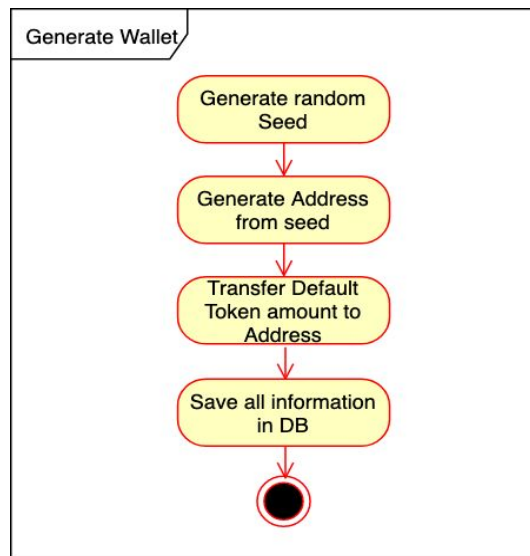 Generate Wallet
Generate random
Seed
Generate Address
from seed
Transfer Default
Token amount to
Address
Save all information
in DB